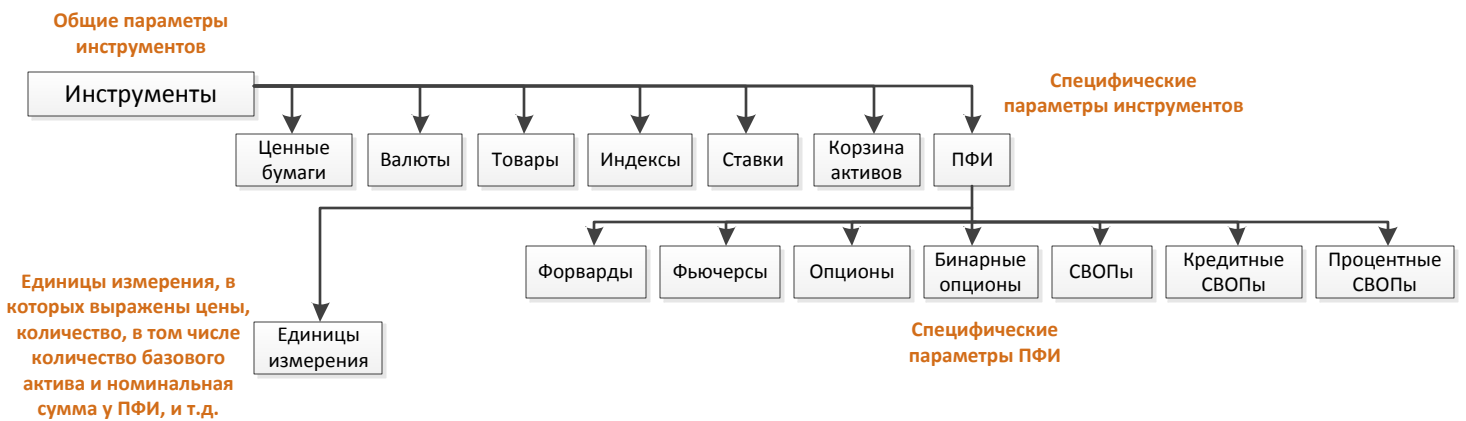 Общие параметры
инструментов
Инструменты
Специфические
параметры инструментов
Ценные
бумаги
Валюты
Товары
Индексы
Ставки
Корзина
активов
ПФИ
Форварды
Фьючерсы
Опционы
Бинарные
опционы
СВОПы
Кредитные
СВОПы
Процентные
СВОПы
Единицы измерения, в
которых выражены цены,
количество, в том числе
количество базового
актива и номинальная
сумма у ПФИ, и т.д.
Единицы
измерения
Специфические
параметры ПФИ